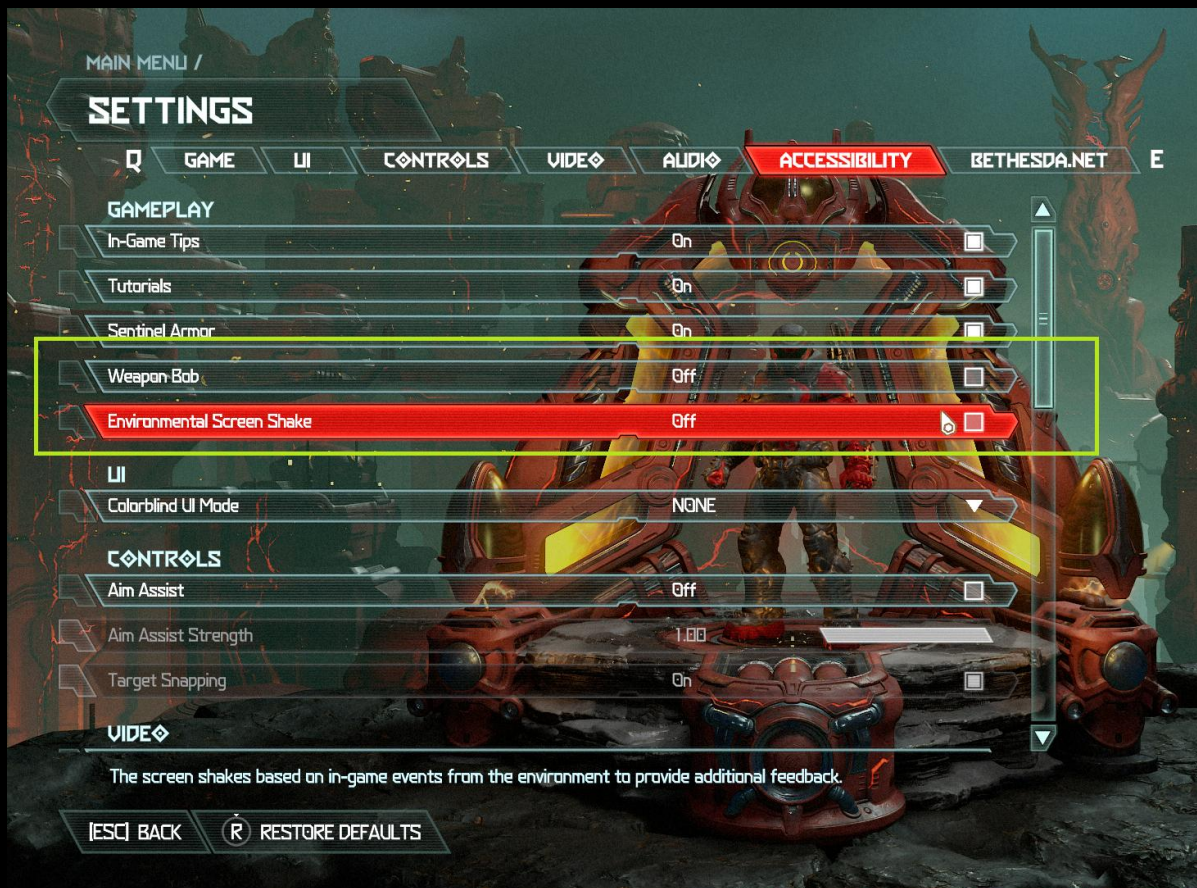 MAIN MENU /
SETTINGS
Q GAME UI CONTROLS VIDEO AUDIO ACCESSIBILITY BETHESDA.NET E
GAMEPLAY
In-Game Tips On
Tutorials On
Sentinel Armor On
Weapon Bob Off
Environmental Screen Shake Off
UI
Colorblind UI Mode NONE
CONTROLS
Aim Assist Off
Aim Assist Strength 1.00
Target Snapping On
VIDEO
The screen shakes based on in-game events from the environment to provide additional feedback.
[ESC] BACK R RESTORE DEFAULTS